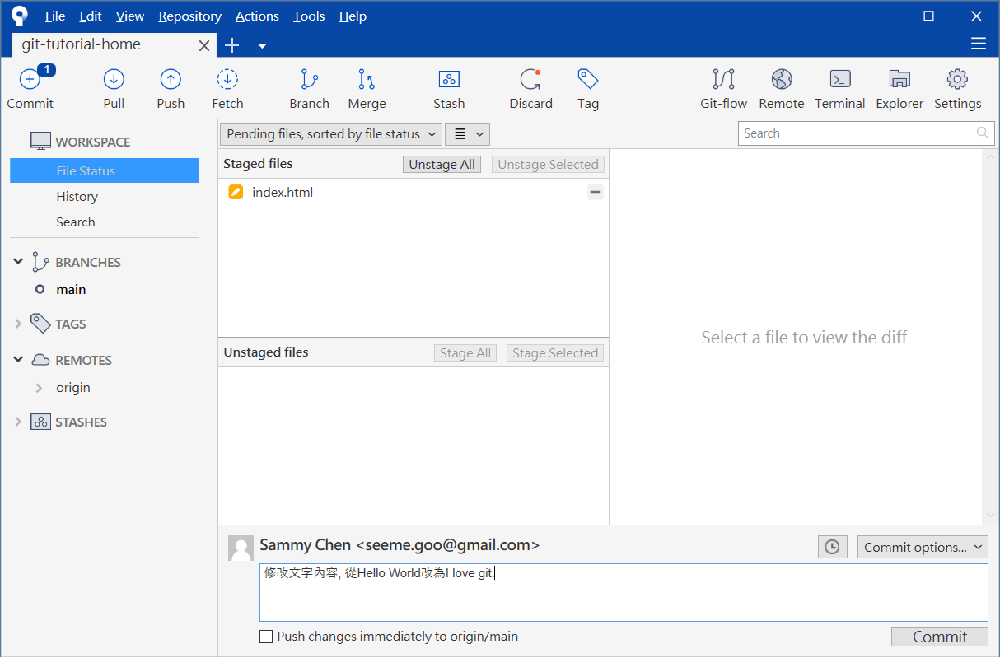 File Edit View Repository Actions Tools Help
git-tutorial-home
1
Commit Pull Push Fetch Branch Merge Stash Discard Tag Git-flow Remote Terminal Explorer Settings
Pending files, sorted by file status
Search
WORKSPACE
File Status
History
Search
BRANCHES
main
TAGS
REMOTES
origin
STASHES
Staged files Unstage All Unstage Selected
index.html
Unstaged files Stage All Stage Selected
Select a file to view the diff
Sammy Chen <seeme.goo@gmail.com> Commit options...
修改文字內容, 從Hello World改為I love git.
Push changes immediately to origin/main Commit